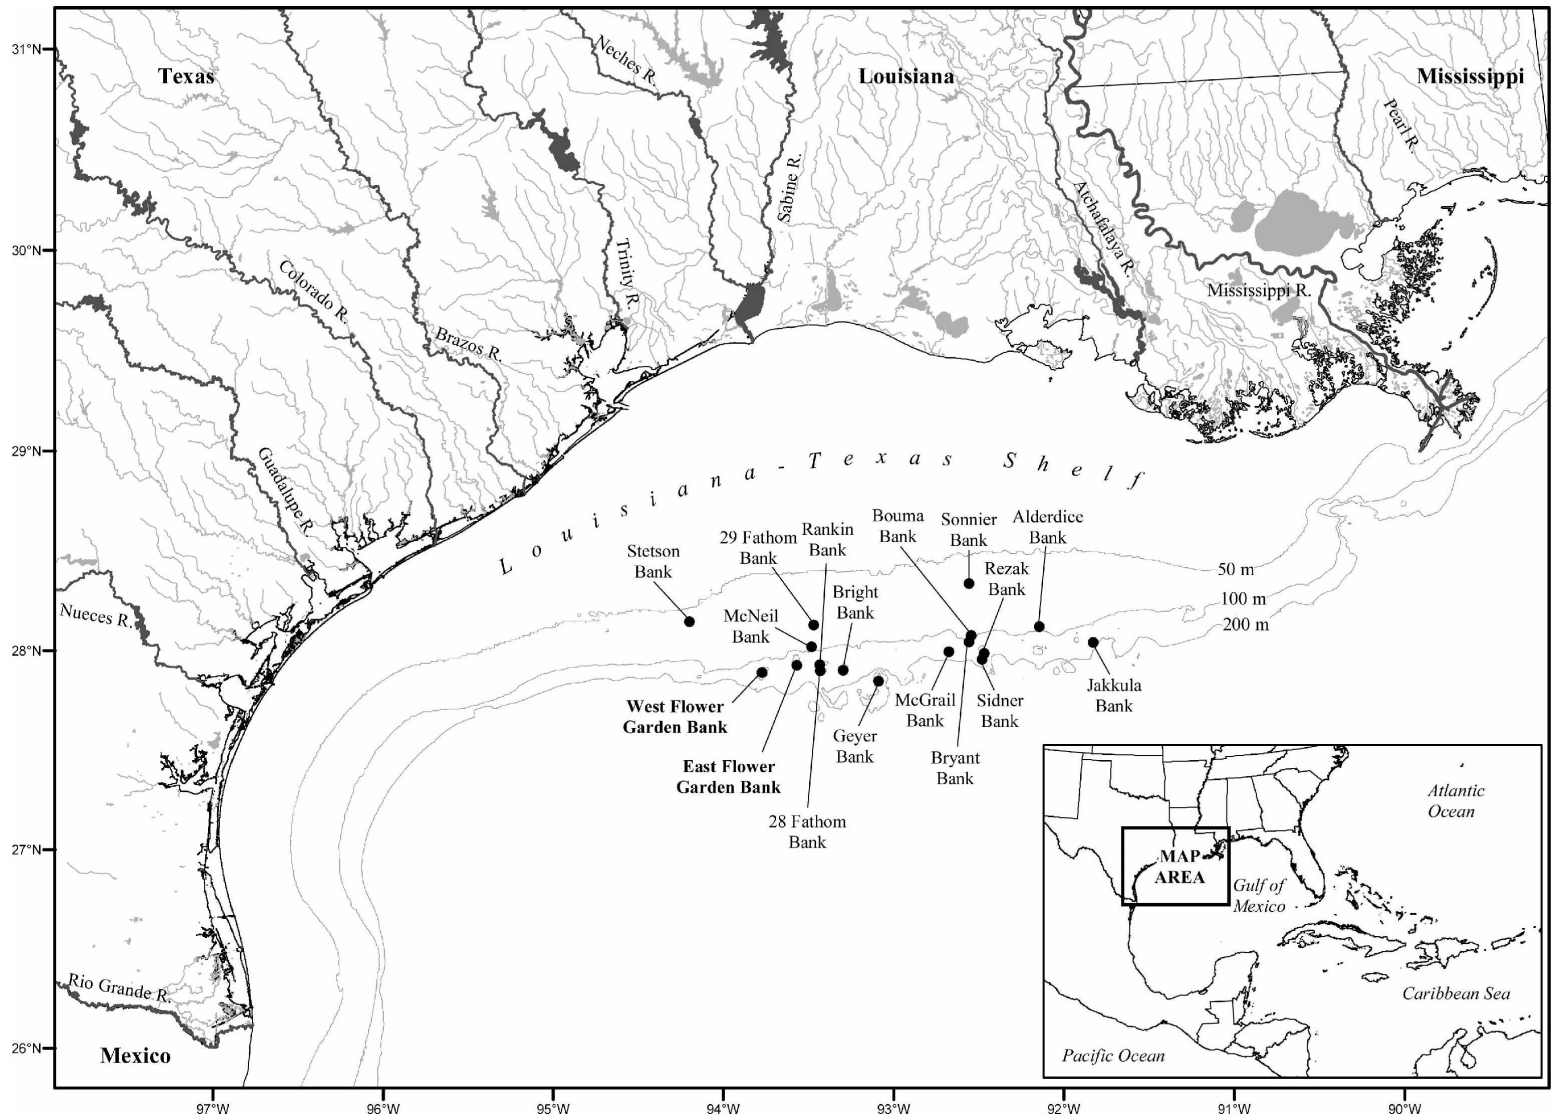 31°N
30°N
29°N
28°N
27°N
26°N
97°W
96°W
95°W
94°W
93°W
92°W
91°W
90°W
Texas
Louisiana
Mississippi
Mexico
Neches R.
Sabine R.
Trinity R.
Colorado R.
Brazos R.
Guadalupe R.
Nueces R.
Rio Grande R.
Atchafalaya R.
Mississippi R.
Pearl R.
Louisiana - Texas Shelf
50 m
100 m
200 m
Stetson
Bank
29 Fathom
Bank
Rankin
Bank
McNeil
Bank
Bright
Bank
Bouma
Bank
Sonnier
Bank
Alderdice
Bank
Rezak
Bank
West Flower
Garden Bank
East Flower
Garden Bank
28 Fathom
Bank
Geyer
Bank
McGrail
Bank
Bryant
Bank
Sidner
Bank
Jakkula
Bank
MAP
AREA
Gulf of
Mexico
Atlantic
Ocean
Caribbean Sea
Pacific Ocean